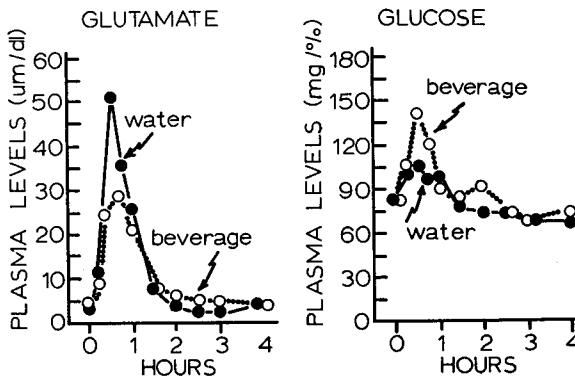 GLUTAMATE
PLASMA LEVELS (um/dl)
60
50
40
30
20
10
5
0
water
beverage
0 1 2 3 4
HOURS
GLUCOSE
PLASMA LEVELS (mg/%)
180
150
120
90
60
30
0
beverage
water
0 1 2 3 4
HOURS